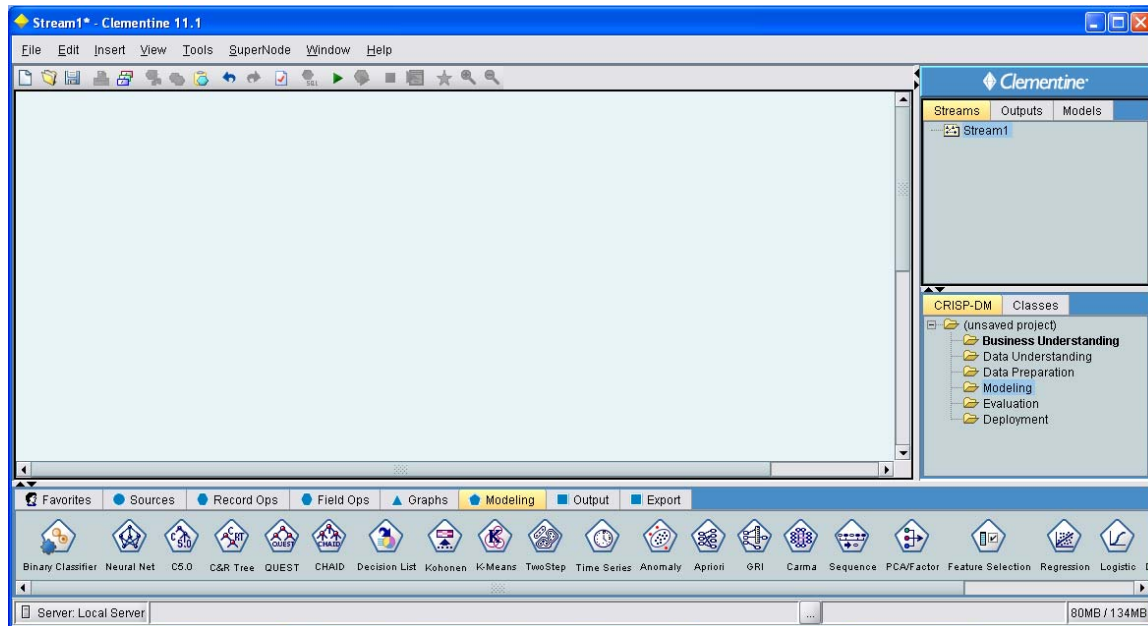 Stream1* - Clementine 11.1
File Edit Insert View Tools SuperNode Window Help
Clementine
Streams Outputs Models
Stream1
CRISP-DM Classes
(unsaved project)
Business Understanding
Data Understanding
Data Preparation
Modeling
Evaluation
Deployment
Favorites Sources Record Ops Field Ops Graphs Modeling Output Export
Binary Classifier Neural Net C5.0 C&R Tree QUEST CHAID Decision List Kohonen K-Means TwoStep Time Series Anomaly Apriori GRI Carma Sequence PCA/Factor Feature Selection Regression Logistic
Server: Local Server ... 80MB / 134MB